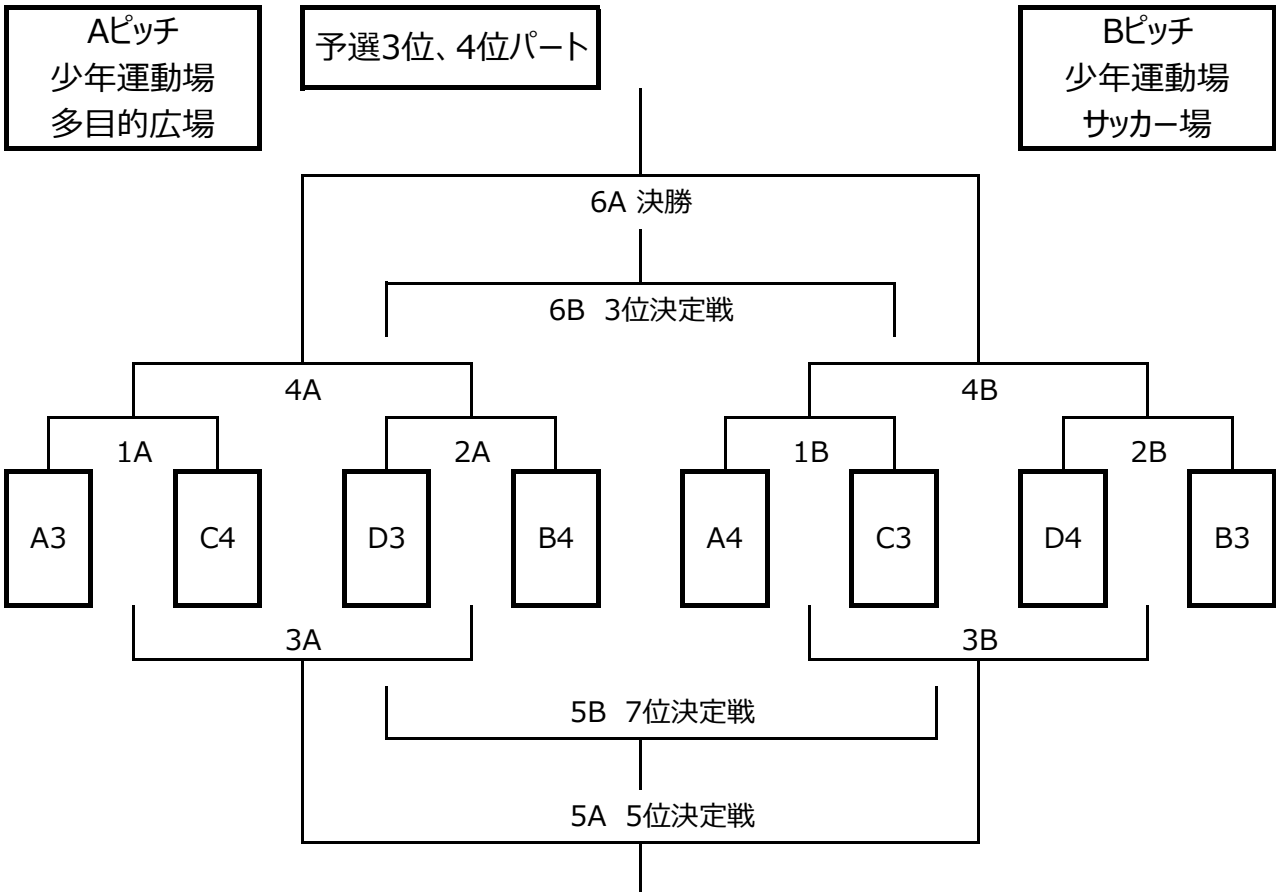 Aピッチ
少年運動場
多目的広場
予選3位、4位パート
Bピッチ
少年運動場
サッカー場
6A 決勝
6B 3位決定戦
4A
4B
1A
2A
1B
2B
A3
C4
D3
B4
A4
C3
D4
B3
3A
3B
5B 7位決定戦
5A 5位決定戦